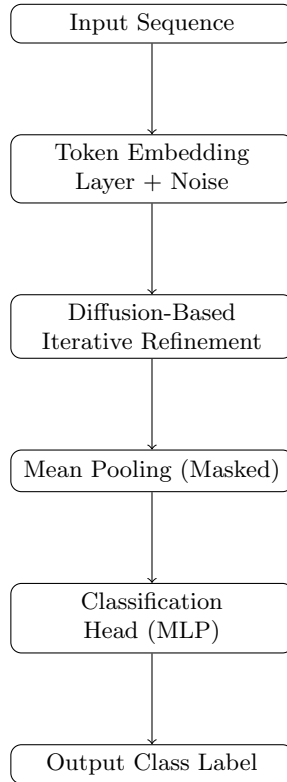 Input Sequence
Token Embedding
Layer + Noise
Diffusion-Based
Iterative Refinement
Mean Pooling (Masked)
Classification
Head (MLP)
Output Class Label